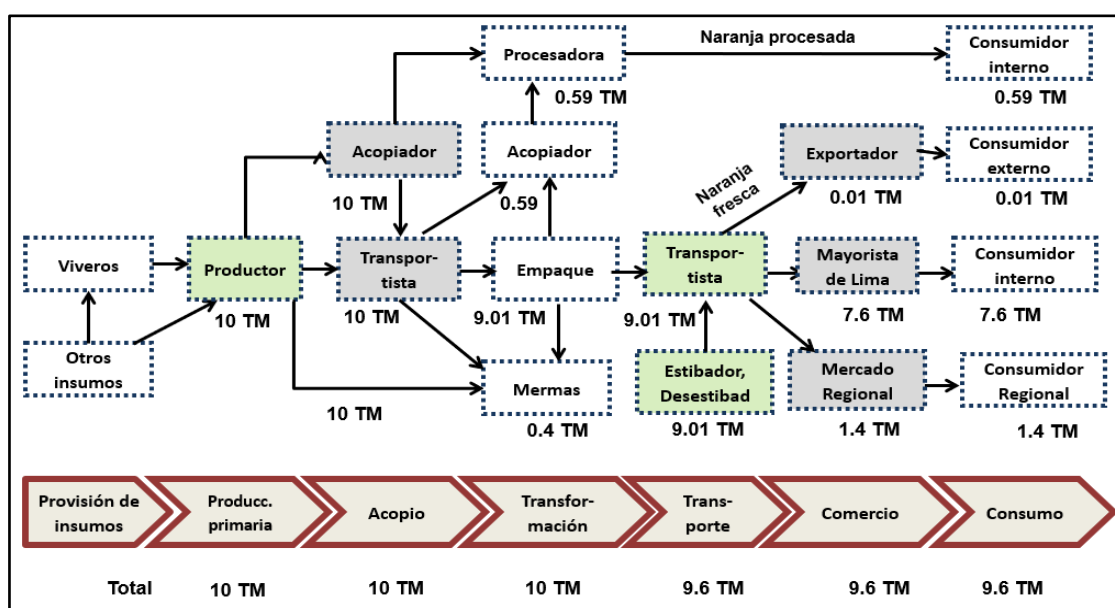 Procesadora
Naranja procesada
Consumidor
interno
0.59 TM
0.59 TM
Acopiador
Acopiador
Exportador
Consumidor
externo
10 TM
0.59
Naranja
fresca
0.01 TM
0.01 TM
Viveros
Productor
Transpor-
tista
Empaque
Transpor-
tista
Mayorista
de Lima
Consumidor
interno
10 TM
10 TM
9.01 TM
9.01 TM
7.6 TM
7.6 TM
Otros
insumos
Mermas
Estibador,
Desestibad
Mercado
Regional
Consumidor
Regional
10 TM
0.4 TM
9.01 TM
1.4 TM
1.4 TM
Provisión de
insumos
Producc.
primaria
Acopio
Transfor-
mación
Trans-
porte
Comercio
Consumo
Total
10 TM
10 TM
10 TM
9.6 TM
9.6 TM
9.6 TM